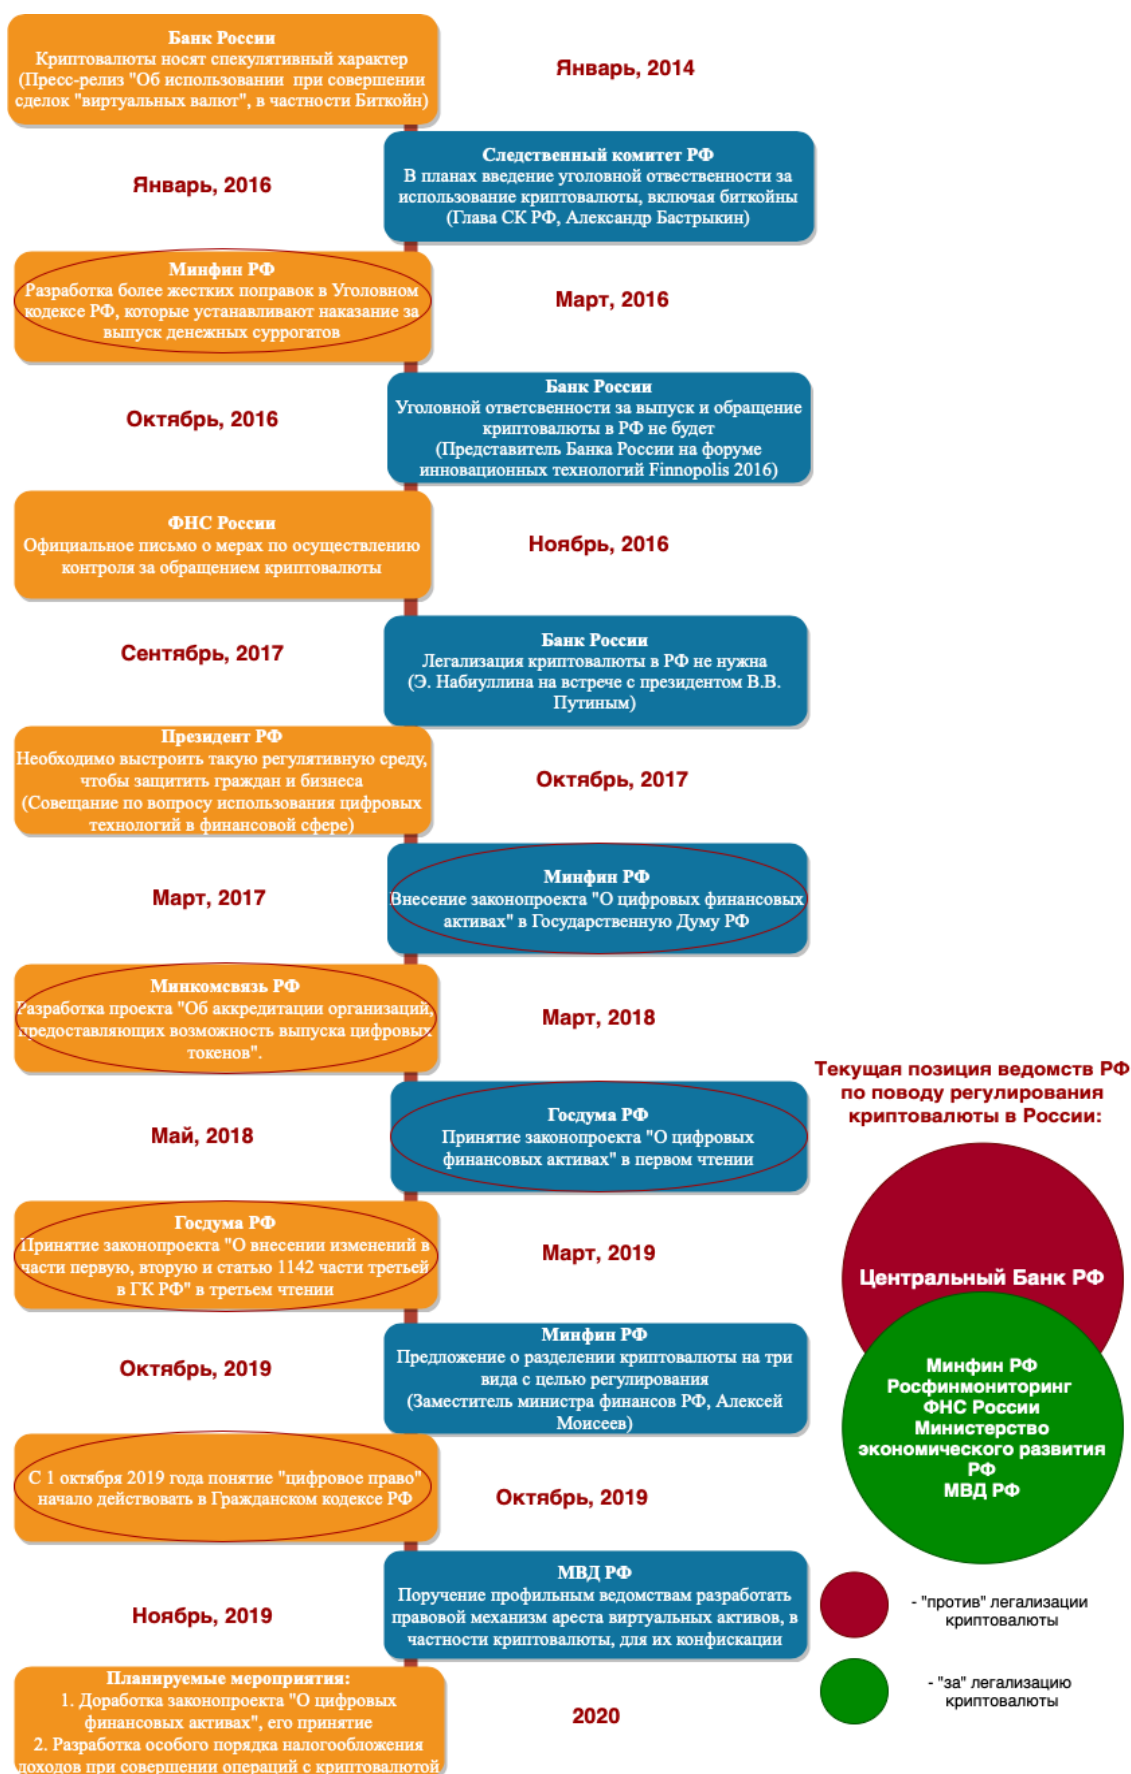 Банк России
Криптовалюты носят спекулятивный характер
(Пресс-релиз "Об использовании при совершении
сделок "виртуальных валют", в частности Биткойн)
Январь, 2014
Следственный комитет РФ
В планах введение уголовной отвественности за
использование криптовалюты, включая биткойны
(Глава СК РФ, Александр Бастрыкин)
Январь, 2016
Минфин РФ
Разработка более жестких поправок в Уголовном
кодексе РФ, которые устанавливают наказание за
выпуск денежных суррогатов
Март, 2016
Банк России
Уголовной ответсвенности за выпуск и обращение
криптовалюты в РФ не будет
(Представитель Банка России на форуме
инновационных технологий Finnopolis 2016)
Октябрь, 2016
ФНС России
Официальное письмо о мерах по осуществлению
контроля за обращением криптовалюты
Ноябрь, 2016
Банк России
Легализация криптовалюты в РФ не нужна
(Э. Набиуллина на встрече с президентом В.В.
Путиным)
Сентябрь, 2017
Президент РФ
Необходимо выстроить такую регулятивную среду,
чтобы защитить граждан и бизнеса
(Совещание по вопросу использования цифровых
технологий в финансовой сфере)
Октябрь, 2017
Минфин РФ
Внесение законопроекта "О цифровых финансовых
активах" в Государственную Думу РФ
Март, 2017
Минкомсвязь РФ
Разработка проекта "Об аккредитации организаций,
предоставляющих возможность выпуска цифровых
токенов".
Март, 2018
Госдума РФ
Принятие законопроекта "О цифровых
финансовых активах" в первом чтении
Май, 2018
Госдума РФ
Принятие законопроекта "О внесении изменений в
части первую, вторую и статью 1142 части третьей
в ГК РФ" в третьем чтении
Март, 2019
Минфин РФ
Предложение о разделении криптовалюты на три
вида с целью регулирования
(Заместитель министра финансов РФ, Алексей
Моисеев)
Октябрь, 2019
С 1 октября 2019 года понятие "цифровое право"
начало действовать в Гражданском кодексе РФ
Октябрь, 2019
МВД РФ
Поручение профильным ведомствам разработать
правовой механизм ареста виртуальных активов, в
частности криптовалюты, для их конфискации
Ноябрь, 2019
Планируемые мероприятия:
1. Доработка законопроекта "О цифровых
финансовых активах", его принятие
2. Разработка особого порядка налогообложения
доходов при совершении операций с криптовалютой
2020
Текущая позиция ведомств РФ
по поводу регулирования
криптовалюты в России:
Центральный Банк РФ
Минфин РФ
Росфинмониторинг
ФНС России
Министерство
экономического развития
РФ
МВД РФ
- "против" легализации
криптовалюты
- "за" легализацию
криптовалюты